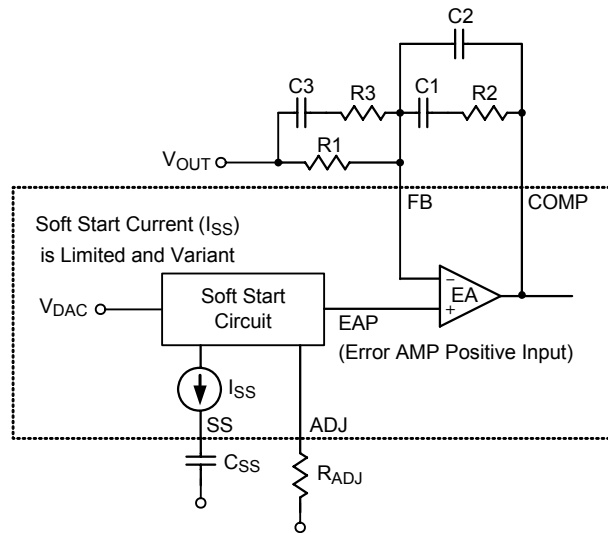 C2
C3
R3
C1
R2
VOUT
R1
FB
COMP
Soft Start Current (ISS)
is Limited and Variant
VDAC
Soft Start
Circuit
EAP
−
EA
+
(Error AMP Positive Input)
ISS
SS
ADJ
CSS
RADJ